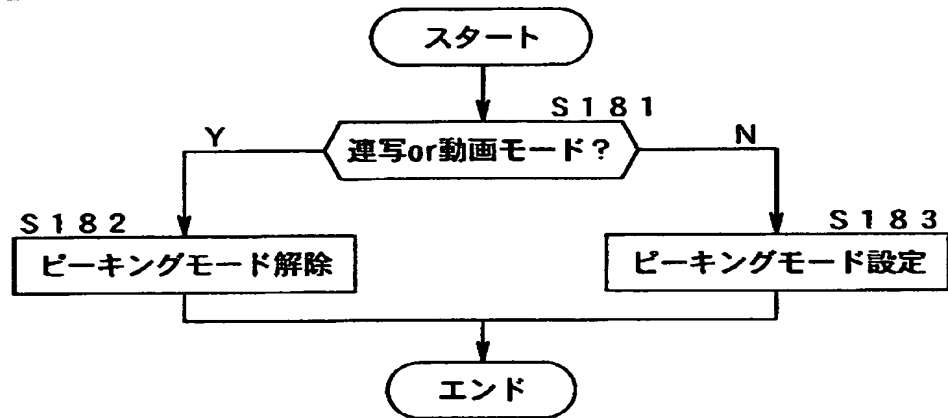 スタート
S181
連写or動画モード?
Y
N
S182
ピーキングモード解除
S183
ピーキングモード設定
エンド